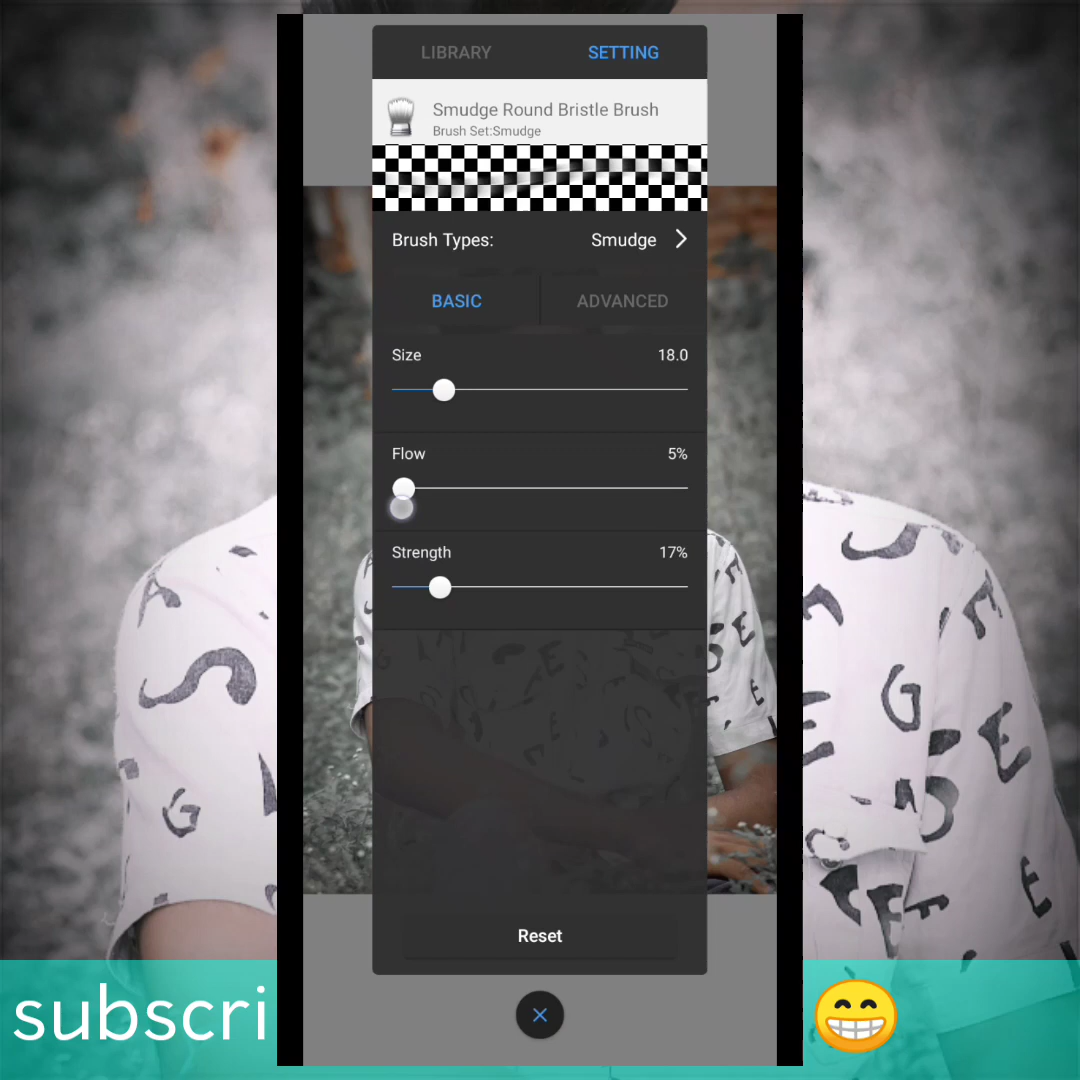 LIBRARY SETTING
Smudge Round Bristle Brush
Brush Set:Smudge
Brush Types: Smudge
BASIC ADVANCED
Size 18.0
Flow 5%
Strength 17%
Reset
subscri